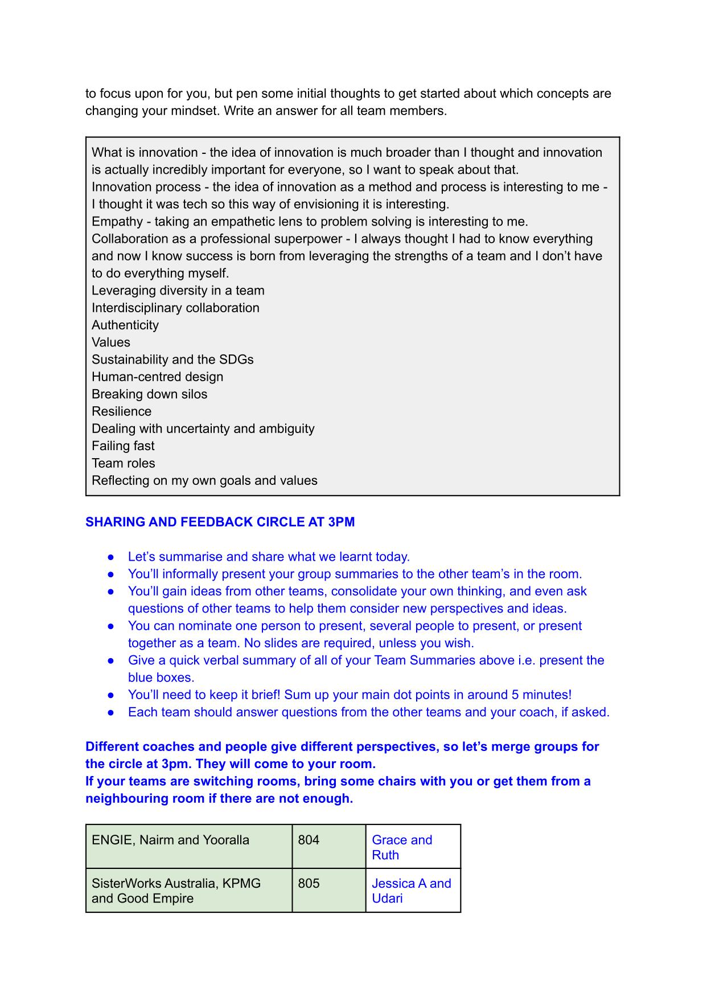 to focus upon for you, but pen some initial thoughts to get started about which concepts are
changing your mindset. Write an answer for all team members.
What is innovation - the idea of innovation is much broader than I thought and innovation
is actually incredibly important for everyone, so I want to speak about that.
Innovation process - the idea of innovation as a method and process is interesting to me -
I thought it was tech so this way of envisioning it is interesting.
Empathy - taking an empathetic lens to problem solving is interesting to me.
Collaboration as a professional superpower - I always thought I had to know everything
and now I know success is born from leveraging the strengths of a team and I don’t have
to do everything myself.
Leveraging diversity in a team
Interdisciplinary collaboration
Authenticity
Values
Sustainability and the SDGs
Human-centred design
Breaking down silos
Resilience
Dealing with uncertainty and ambiguity
Failing fast
Team roles
Reflecting on my own goals and values
SHARING AND FEEDBACK CIRCLE AT 3PM
● Let’s summarise and share what we learnt today.
● You’ll informally present your group summaries to the other team’s in the room.
● You’ll gain ideas from other teams, consolidate your own thinking, and even ask
questions of other teams to help them consider new perspectives and ideas.
● You can nominate one person to present, several people to present, or present
together as a team. No slides are required, unless you wish.
● Give a quick verbal summary of all of your Team Summaries above i.e. present the
blue boxes.
● You’ll need to keep it brief! Sum up your main dot points in around 5 minutes!
● Each team should answer questions from the other teams and your coach, if asked.
Different coaches and people give different perspectives, so let’s merge groups for
the circle at 3pm. They will come to your room.
If your teams are switching rooms, bring some chairs with you or get them from a
neighbouring room if there are not enough.
ENGIE, Nairm and Yooralla 804 Grace and
Ruth
SisterWorks Australia, KPMG 805 Jessica A and
and Good Empire Udari